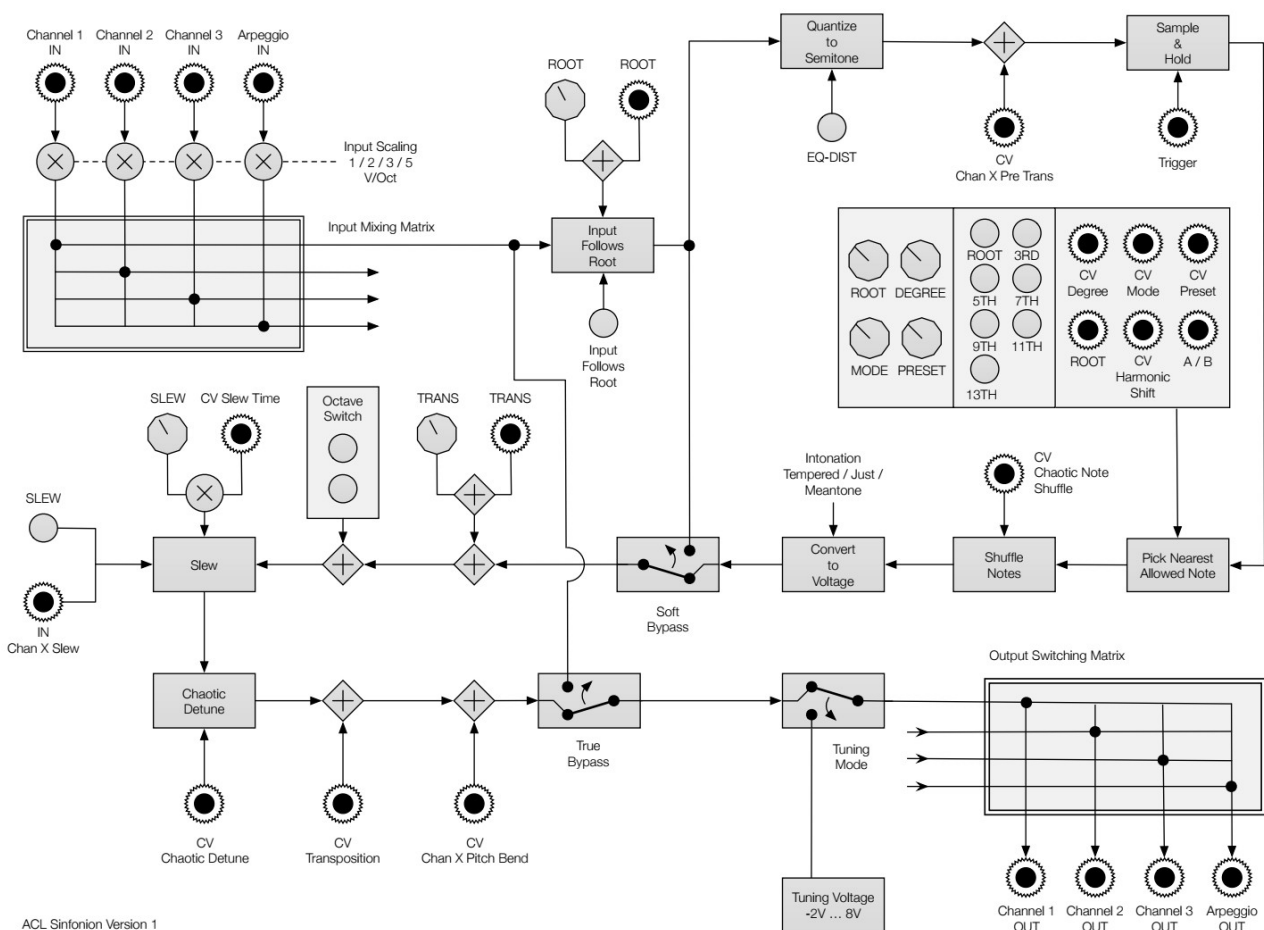 Channel 1
IN
Channel 2
IN
Channel 3
IN
Arpeggio
IN
Input Scaling
1 / 2 / 3 / 5
V/Oct
Input Mixing Matrix
ROOT
ROOT
Input
Follows
Root
Input
Follows
Root
Quantize
to
Semitone
EQ-DIST
CV
Chan X Pre Trans
Sample
&
Hold
Trigger
ROOT
DEGREE
MODE
PRESET
ROOT
3RD
5TH
7TH
9TH
11TH
13TH
CV
Degree
CV
Mode
CV
Preset
ROOT
CV
Harmonic
Shift
A / B
SLEW
CV Slew Time
Octave
Switch
TRANS
TRANS
Intonation
Tempered / Just /
Meantone
CV
Chaotic Note
Shuffle
SLEW
IN
Chan X Slew
Slew
Soft
Bypass
Convert
to
Voltage
Shuffle
Notes
Pick Nearest
Allowed Note
Chaotic
Detune
CV
Chaotic Detune
CV
Transposition
CV
Chan X Pitch Bend
True
Bypass
Tuning
Mode
Tuning Voltage
-2V ... 8V
Output Switching Matrix
Channel 1
OUT
Channel 2
OUT
Channel 3
OUT
Arpeggio
OUT
ACL Sinfonion Version 1